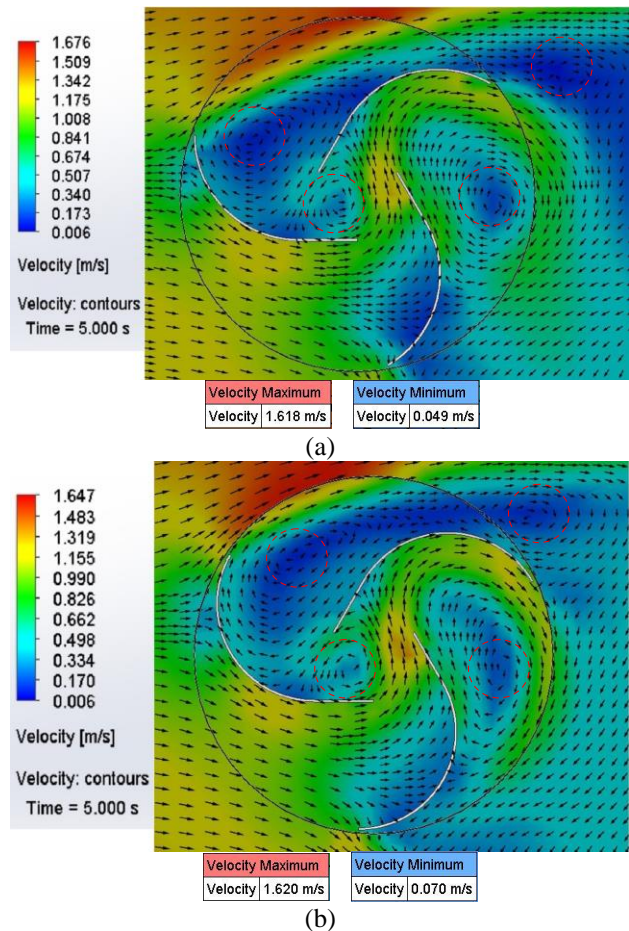 1.676
1.509
1.342
1.175
1.008
0.841
0.674
0.507
0.340
0.173
0.006
Velocity [m/s]
Velocity: contours
Time = 5.000 s
Velocity Maximum
Velocity 1.618 m/s
Velocity Minimum
Velocity 0.049 m/s
(a)
1.647
1.483
1.319
1.155
0.990
0.826
0.662
0.498
0.334
0.170
0.006
Velocity [m/s]
Velocity: contours
Time = 5.000 s
Velocity Maximum
Velocity 1.620 m/s
Velocity Minimum
Velocity 0.070 m/s
(b)